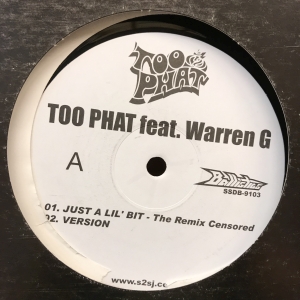 TOO
PHAT
TOO PHAT feat. Warren G
A
SSDB-9103
01. JUST A LIL' BIT - The Remix Censored
02. VERSION
www.s2sj.co